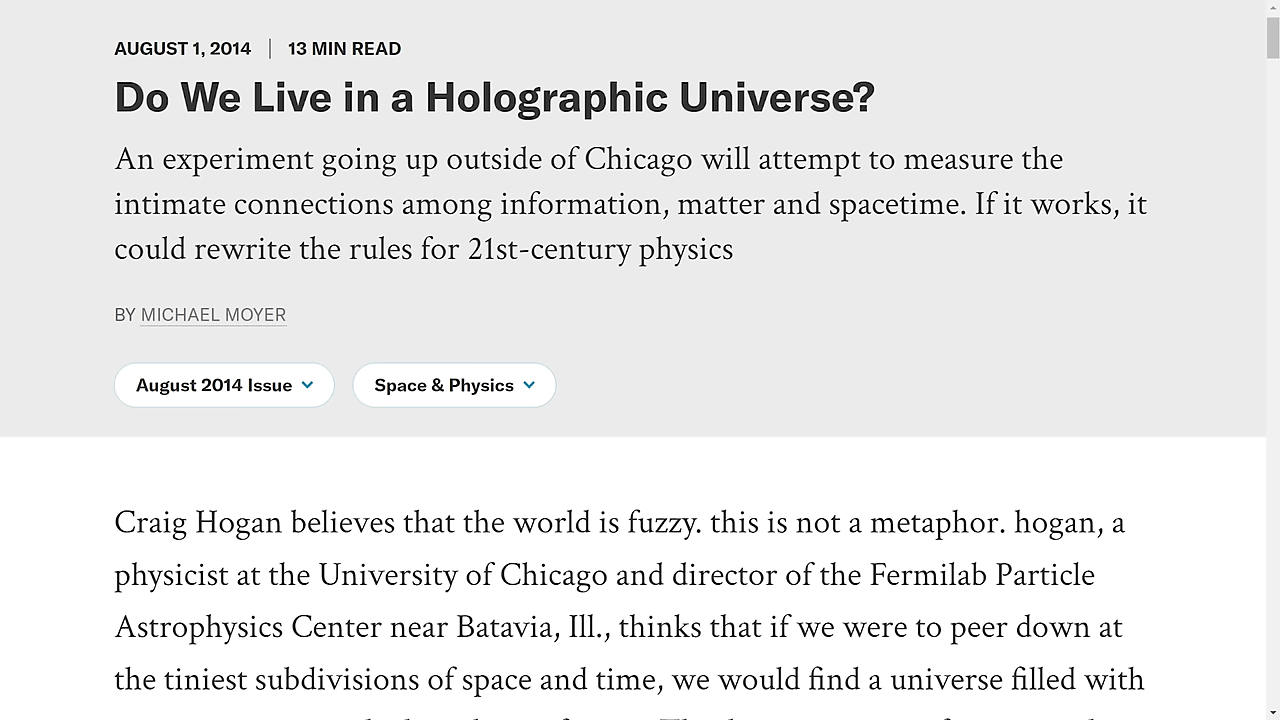 AUGUST 1, 2014 | 13 MIN READ
Do We Live in a Holographic Universe?
An experiment going up outside of Chicago will attempt to measure the
intimate connections among information, matter and spacetime. If it works, it
could rewrite the rules for 21st-century physics
BY MICHAEL MOYER
August 2014 Issue
Space & Physics
Craig Hogan believes that the world is fuzzy. this is not a metaphor. hogan, a
physicist at the University of Chicago and director of the Fermilab Particle
Astrophysics Center near Batavia, Ill., thinks that if we were to peer down at
the tiniest subdivisions of space and time, we would find a universe filled with